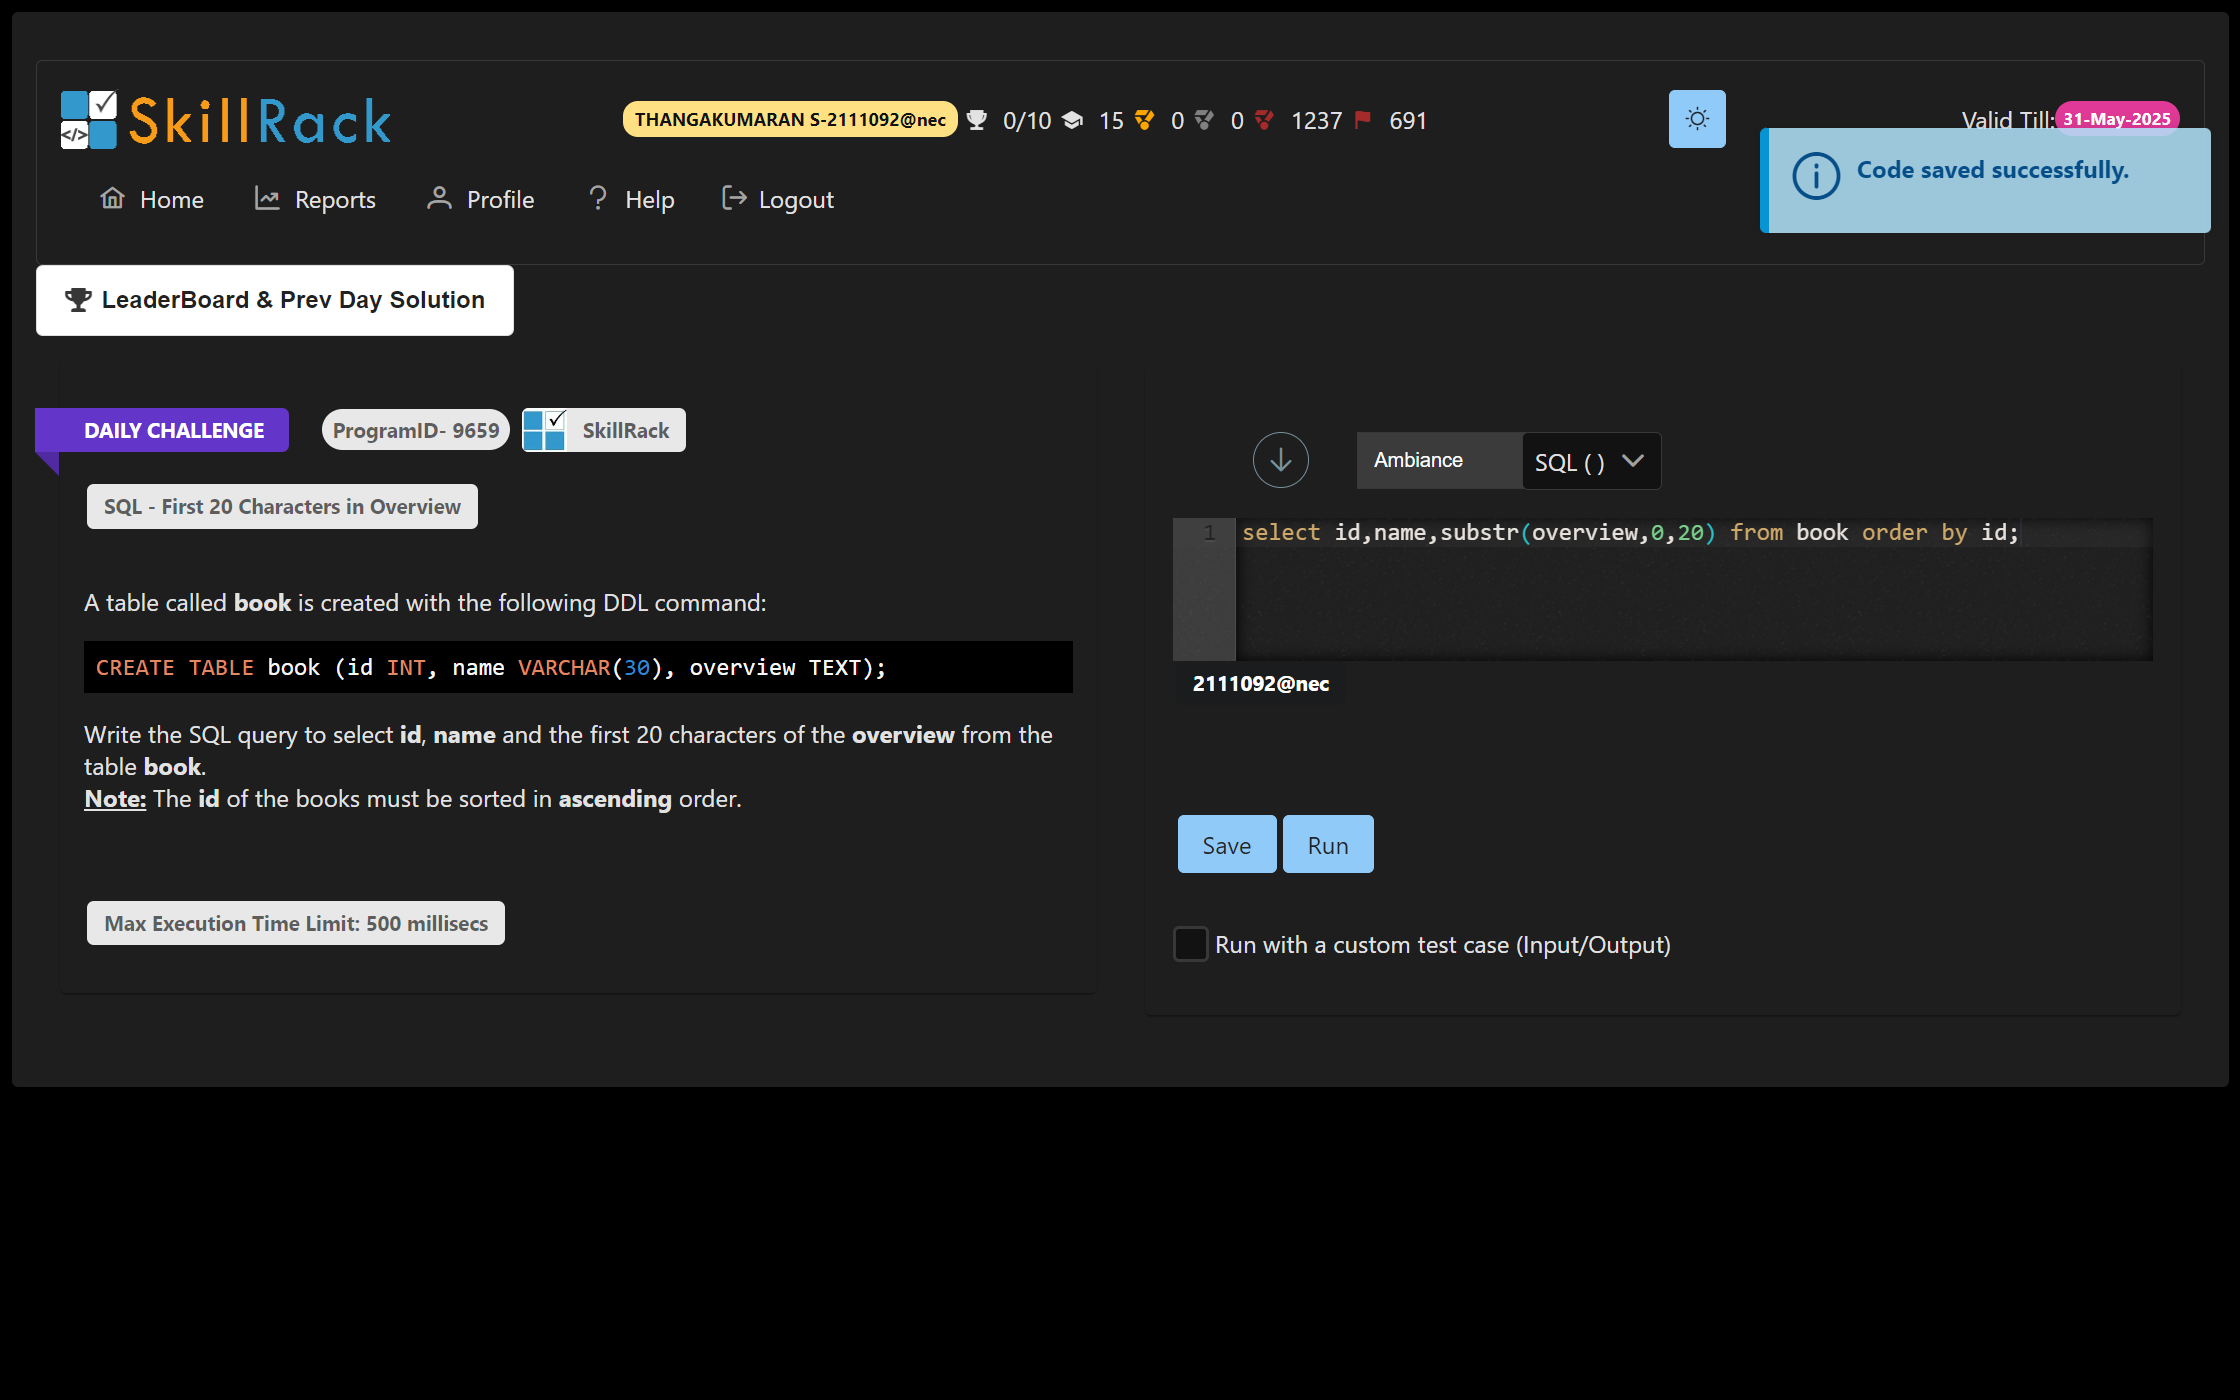 SkillRack
THANGAKUMARAN S-2111092@nec 0/10 15 0 0 1237 691
Valid Till: 31-May-2025
Code saved successfully.
Home Reports Profile Help Logout
LeaderBoard & Prev Day Solution
DAILY CHALLENGE ProgramID- 9659 SkillRack
SQL - First 20 Characters in Overview
A table called book is created with the following DDL command:
CREATE TABLE book (id INT, name VARCHAR(30), overview TEXT);
Write the SQL query to select id, name and the first 20 characters of the overview from the
table book.
Note: The id of the books must be sorted in ascending order.
Max Execution Time Limit: 500 millisecs
Ambiance SQL ( )
1 select id,name,substr(overview,0,20) from book order by id;
2111092@nec
Save Run
Run with a custom test case (Input/Output)